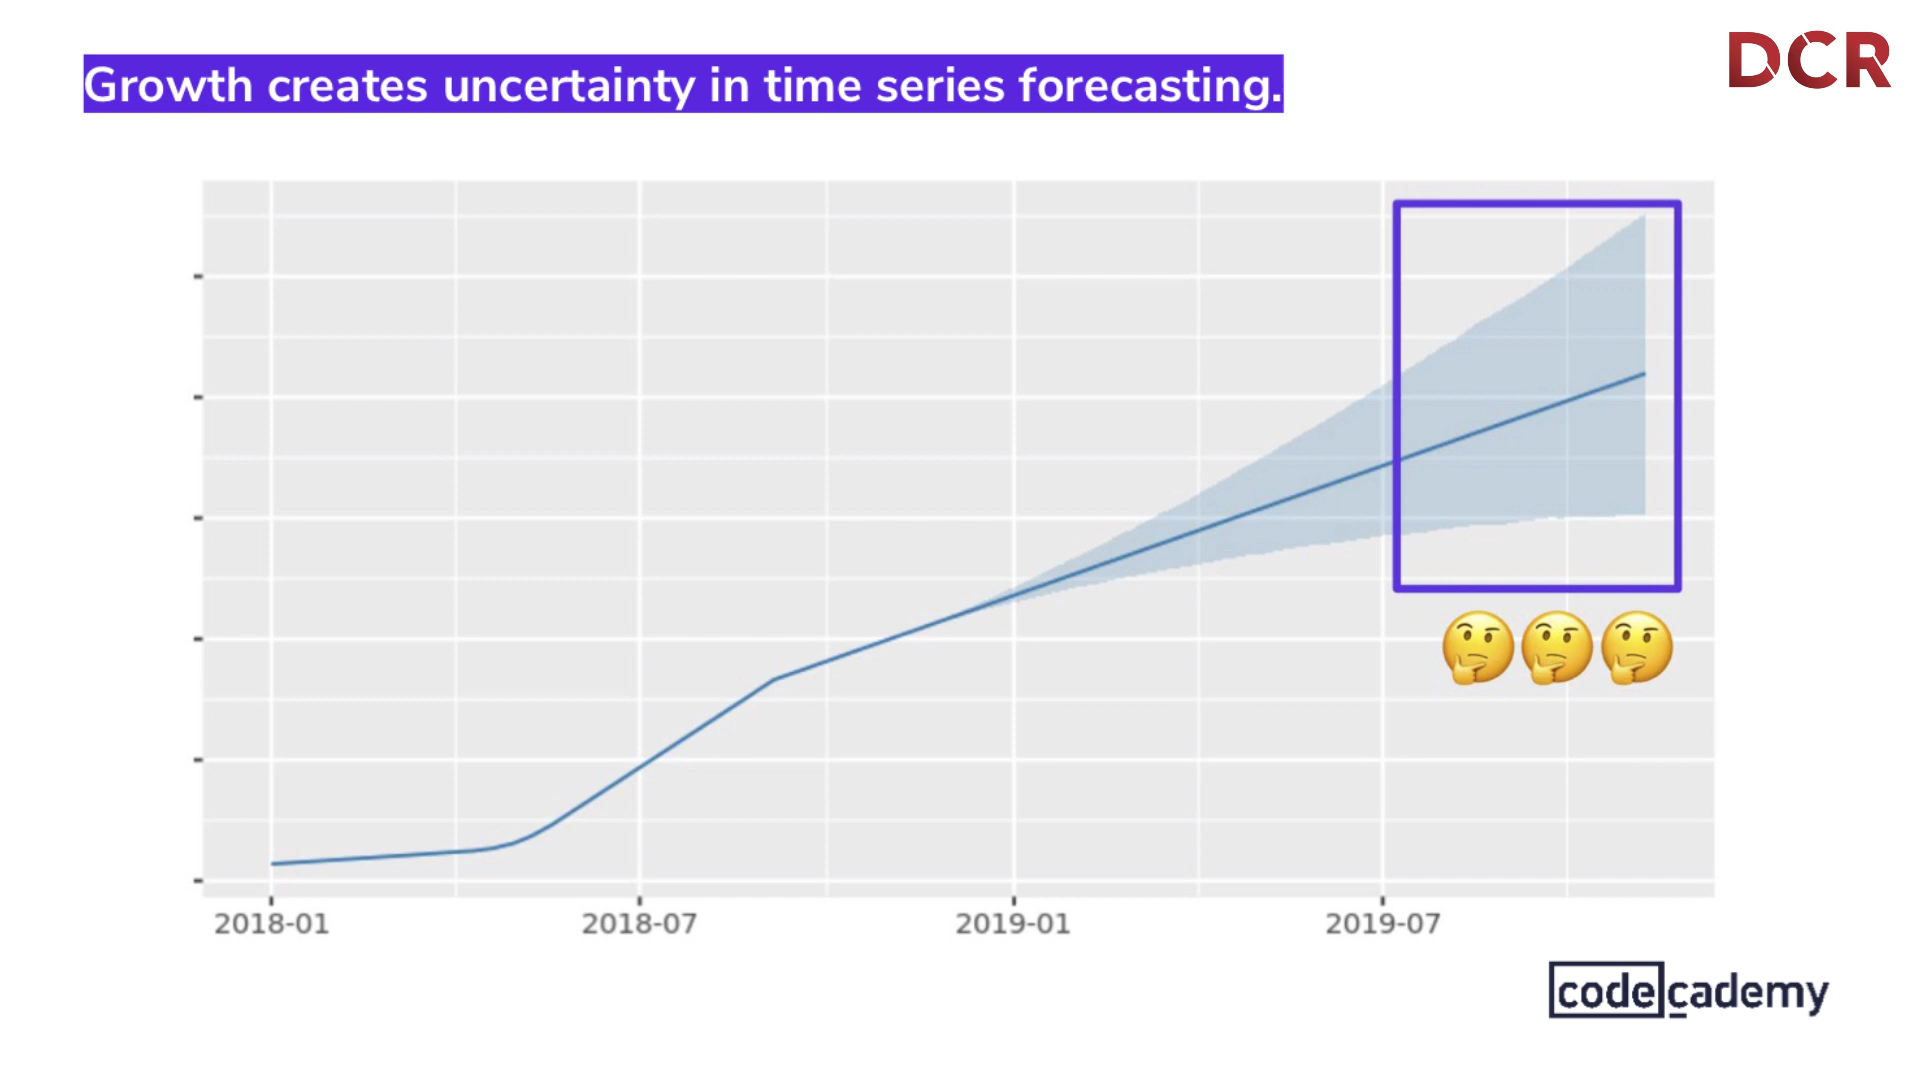 Growth creates uncertainty in time series forecasting.
DCR
2018-01 2018-07 2019-01 2019-07
codecademy